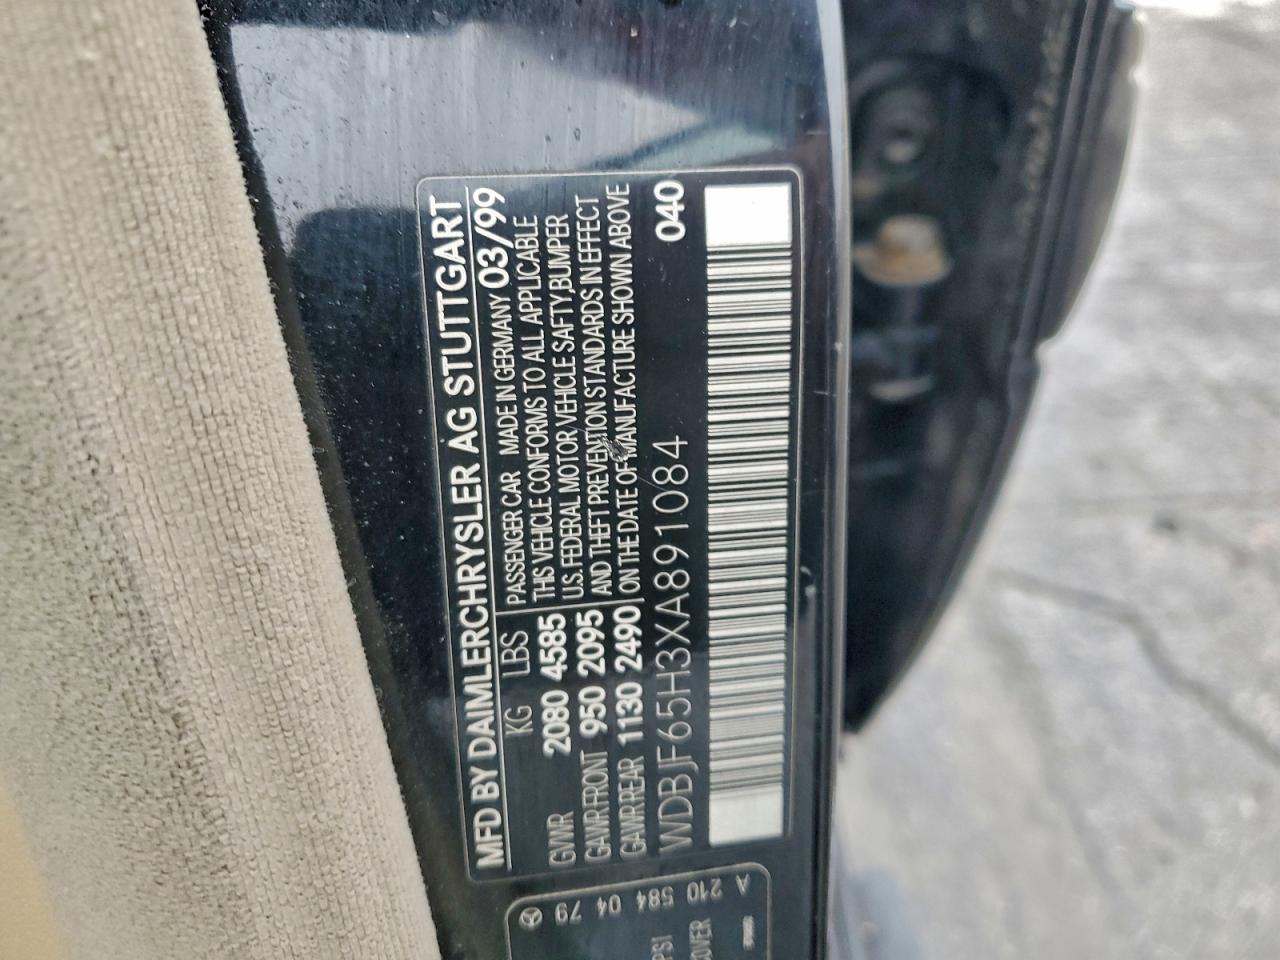 MFD BY DAIMLERCHRYSLER AG STUTTGART
KG LBS
GVWR 2080 4585
GAWR FRONT 950 2095
GAWR REAR 1130 2490
PASSENGER CAR MADE IN GERMANY 03/99
THIS VEHICLE CONFORMS TO ALL APPLICABLE
U.S. FEDERAL MOTOR VEHICLE SAFTY,BUMPER
AND THEFT PREVENTION STANDARDS IN EFFECT
ON THE DATE OF MANUFACTURE SHOWN ABOVE
WDBJF65H3XA891084 040
A 210 584 04 79
PSI